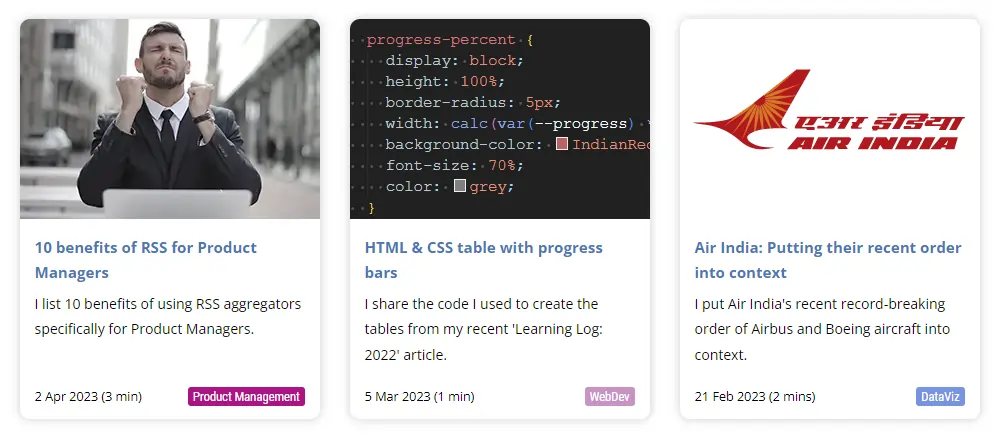 progress-percent {
display: block;
height: 100%;
border-radius: 5px;
width: calc(var(--progress) *
background-color: IndianRed
font-size: 70%;
color: grey;
}
एअर इंडिया
AIR INDIA
10 benefits of RSS for Product
Managers
I list 10 benefits of using RSS aggregators
specifically for Product Managers.
2 Apr 2023 (3 min)
Product Management
HTML & CSS table with progress
bars
I share the code I used to create the
tables from my recent 'Learning Log:
2022' article.
5 Mar 2023 (1 min)
WebDev
Air India: Putting their recent order
into context
I put Air India's recent record-breaking
order of Airbus and Boeing aircraft into
context.
21 Feb 2023 (2 mins)
DataViz